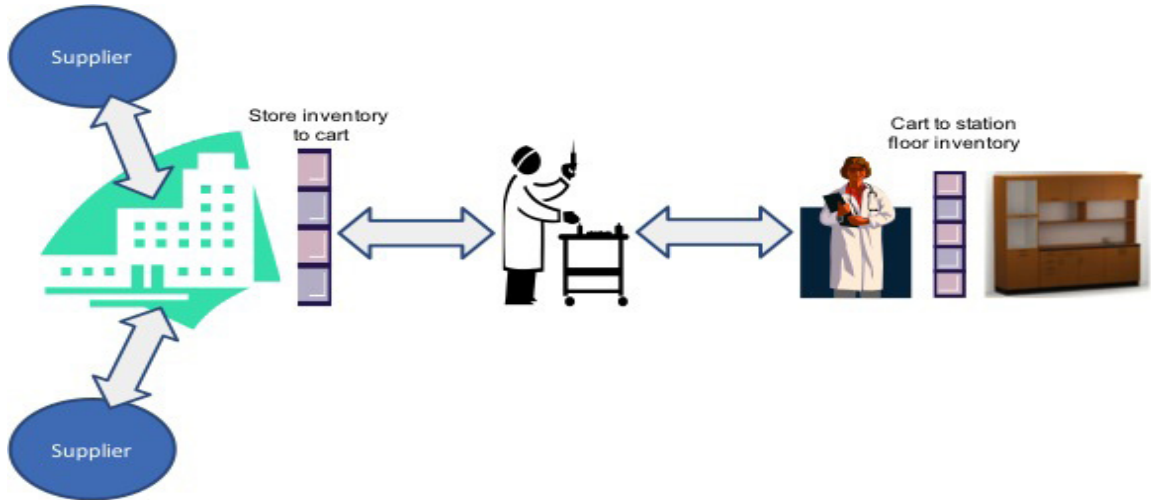 Supplier
Store inventory
to cart
Cart to station
floor inventory
Supplier